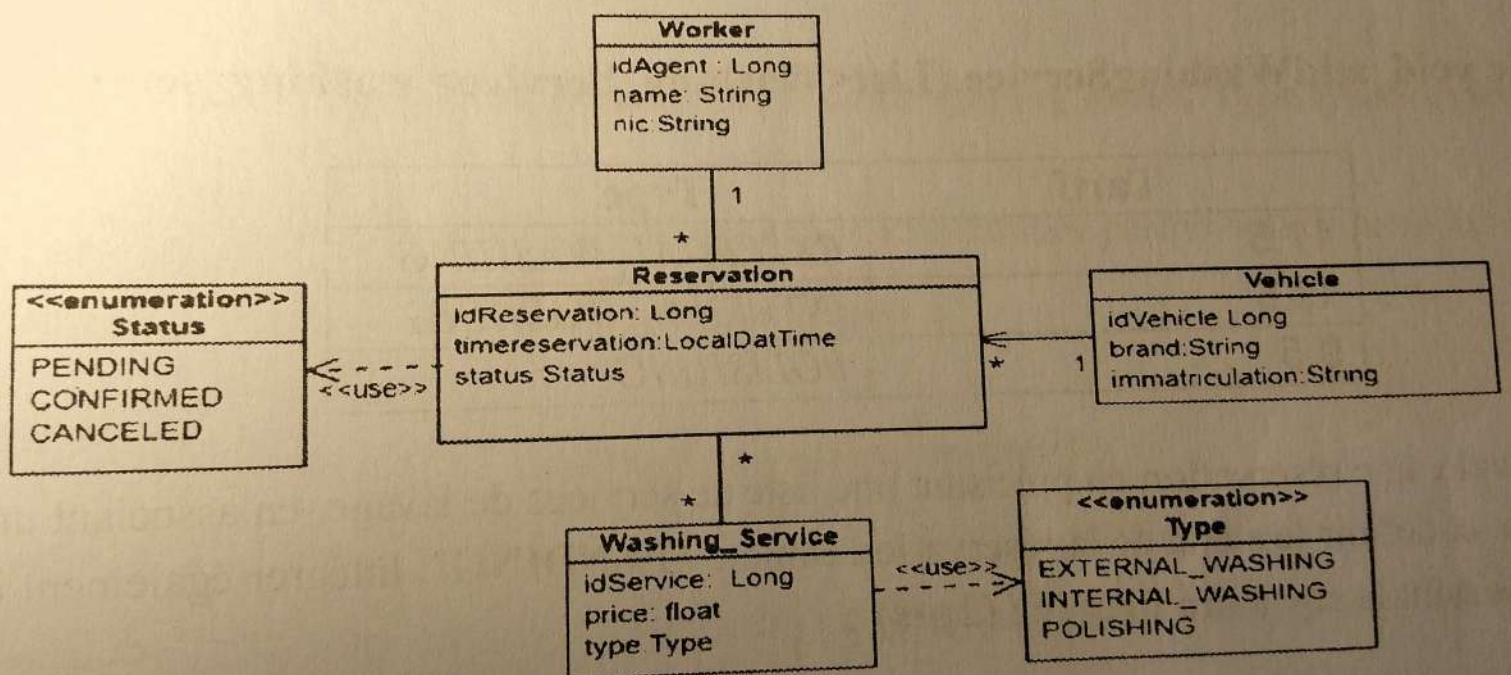 Worker
idAgent : Long
name: String
nic:String
1
*
Reservation
idReservation: Long
timereservation:LocalDatTime
status Status
<<enumeration>>
Status
PENDING
CONFIRMED
CANCELED
<<use>>
Vehicle
idVehicle Long
brand:String
immatriculation:String
*
1
*
*
Washing_Service
idService: Long
price: float
type Type
<<use>>
<<enumeration>>
Type
EXTERNAL_WASHING
INTERNAL_WASHING
POLISHING